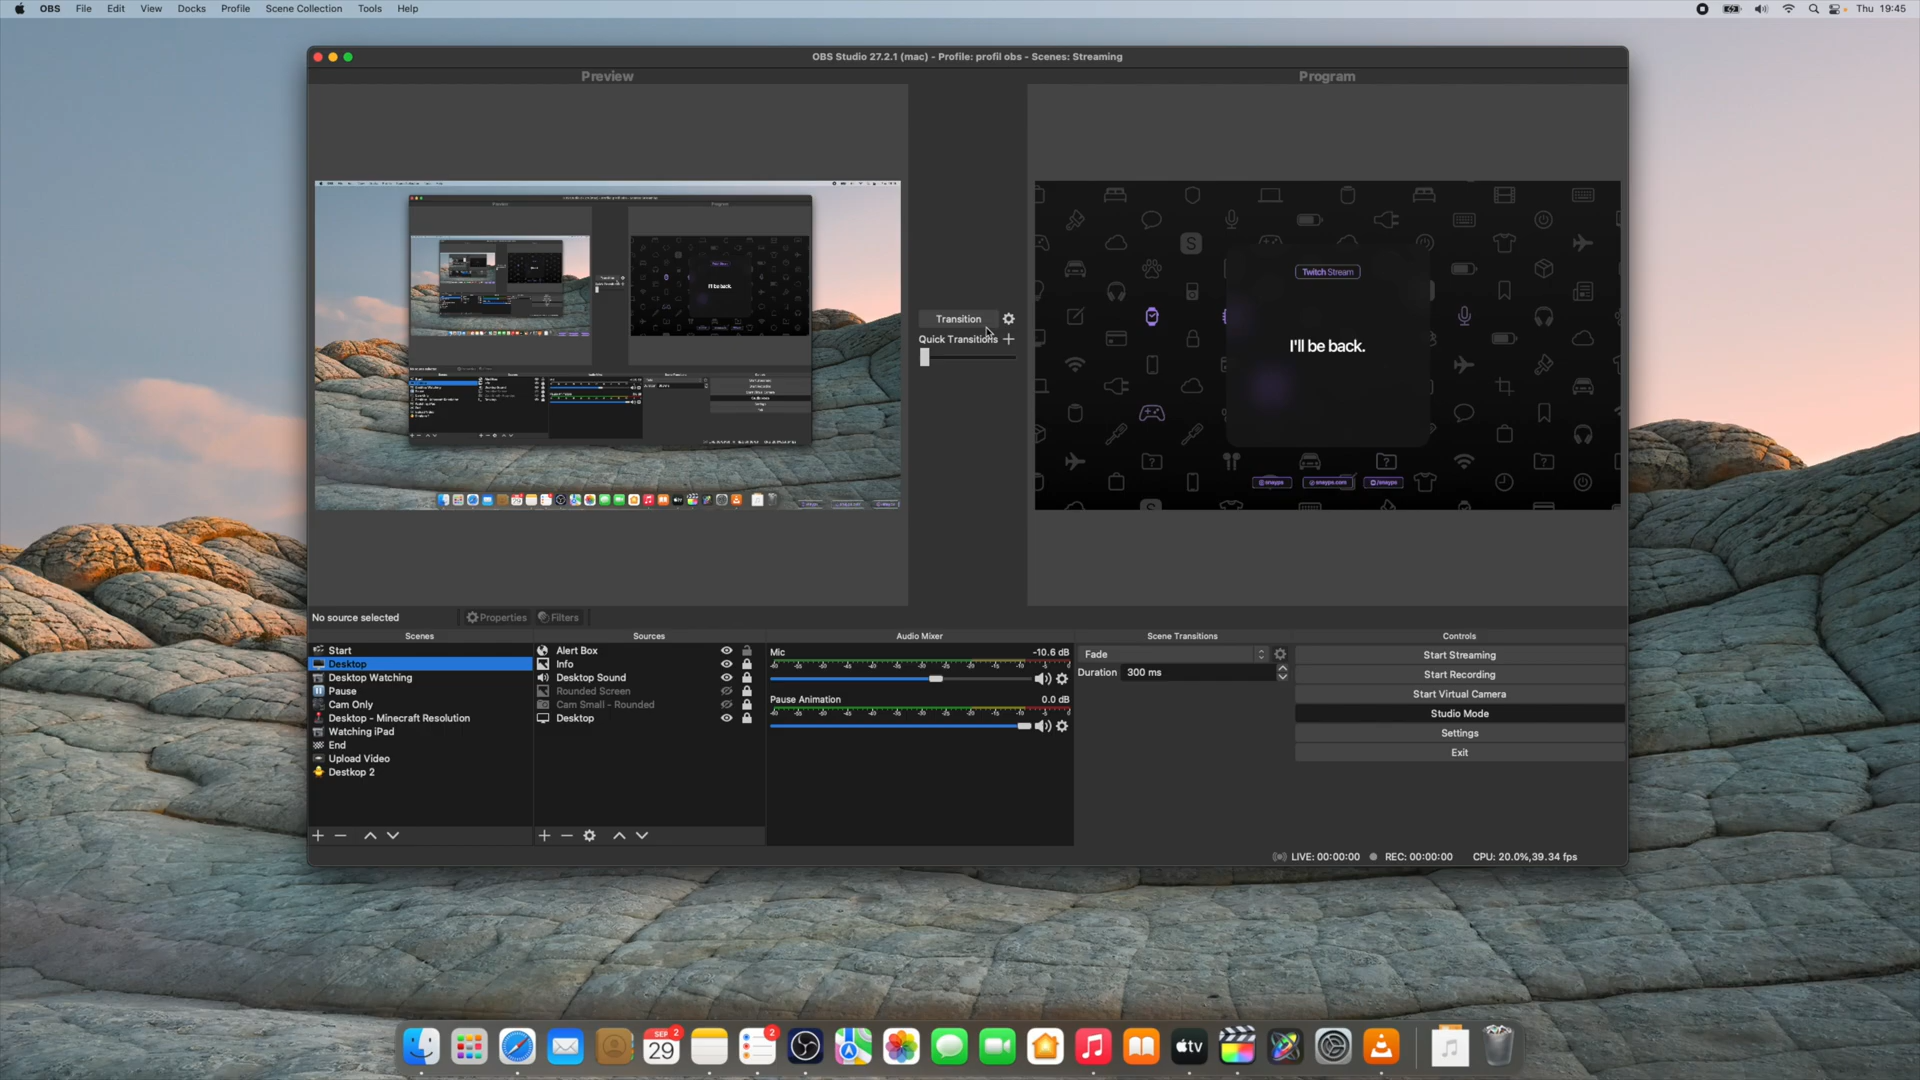 OBS File Edit View Docks Profile Scene Collection Tools Help
Thu 19:45
OBS Studio 27.2.1 (mac) - Profile: profil obs - Scenes: Streaming
Preview
Program
Transition
Quick Transitions
Twitch Stream
I'll be back.
No source selected
Properties
Filters
Scenes
Start
Desktop
Desktop Watching
Pause
Cam Only
Desktop - Minecraft Resolution
Watching iPad
End
Upload Video
Destkop 2
Sources
Alert Box
Info
Desktop Sound
Rounded Screen
Cam Small - Rounded
Desktop
Audio Mixer
Mic -10.6 dB
Pause Animation 0.0 dB
Scene Transitions
Fade
Duration 300 ms
Controls
Start Streaming
Start Recording
Start Virtual Camera
Studio Mode
Settings
Exit
LIVE: 00:00:00 REC: 00:00:00 CPU: 20.0%,39.34 fps
SEP 2
29
2
tv